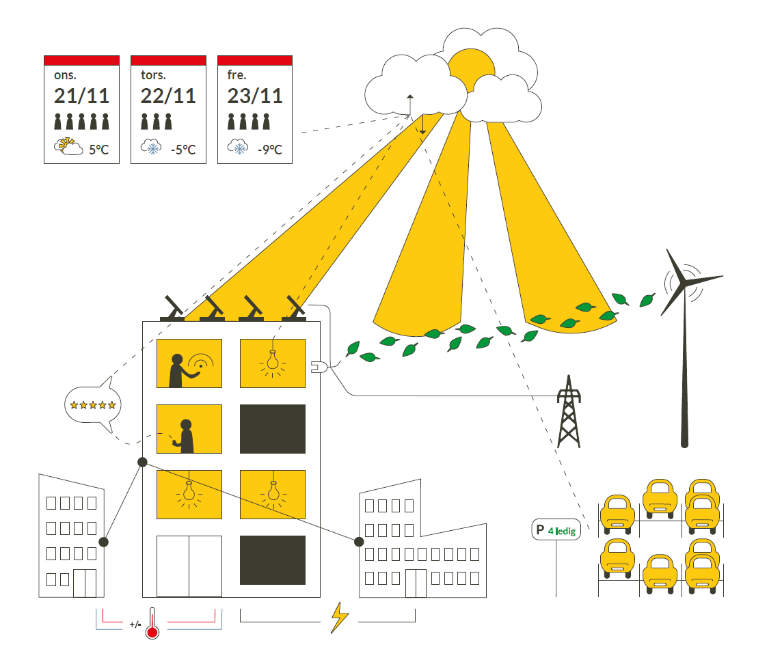 ons.
21/11
5°C
tors.
22/11
-5°C
fre.
23/11
-9°C
P 4 ledig
+/-